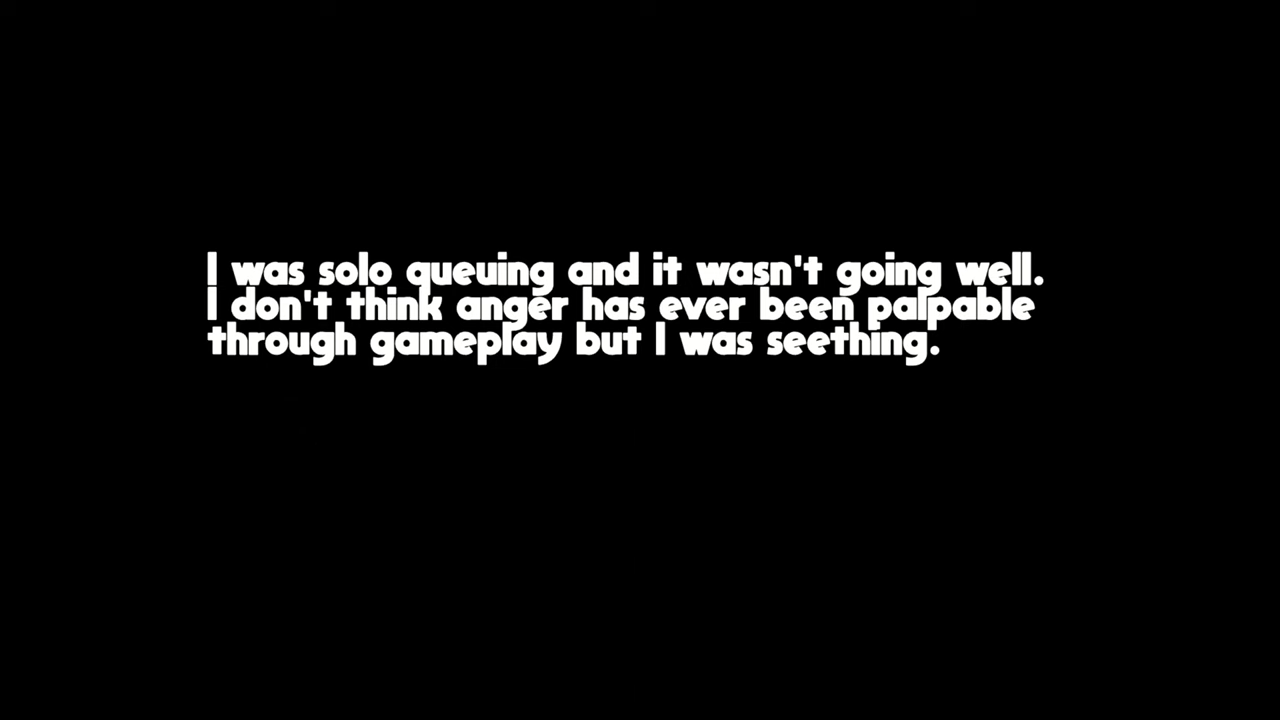 I was solo queuing and it wasn't going well.
I don't think anger has ever been palpable
through gameplay but I was seething.